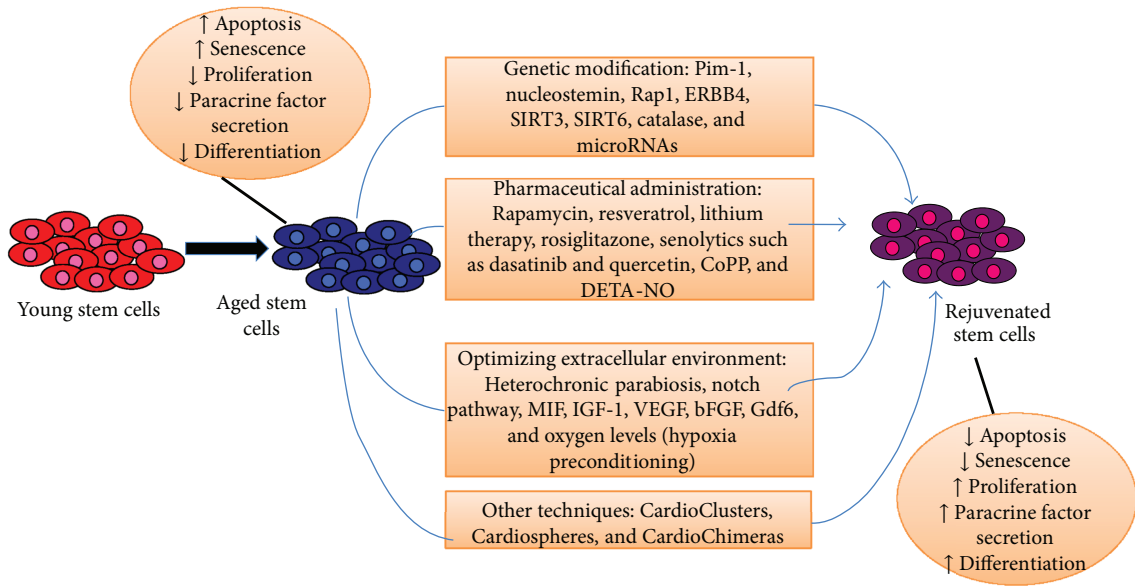 ↑ Apoptosis
↑ Senescence
↓ Proliferation
↓ Paracrine factor
secretion
↓ Differentiation
Young stem cells
Aged stem
cells
Genetic modification: Pim-1,
nucleostemin, Rap1, ERBB4,
SIRT3, SIRT6, catalase, and
microRNAs
Pharmaceutical administration:
Rapamycin, resveratrol, lithium
therapy, rosiglitazone, senolytics such
as dasatinib and quercetin, CoPP, and
DETA-NO
Optimizing extracellular environment:
Heterochronic parabiosis, notch
pathway, MIF, IGF-1, VEGF, bFGF, Gdf6,
and oxygen levels (hypoxia
preconditioning)
Other techniques: CardioClusters,
Cardiospheres, and CardioChimeras
Rejuvenated
stem cells
↓ Apoptosis
↓ Senescence
↑ Proliferation
↑ Paracrine factor
secretion
↑ Differentiation